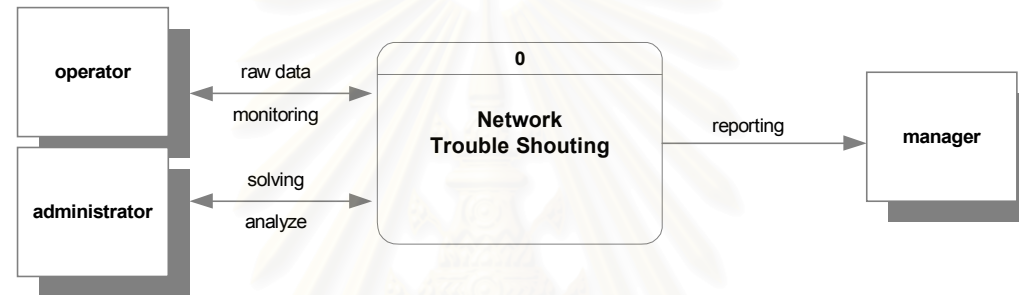 operator
raw data
monitoring
administrator
solving
analyze
0
Network
Trouble Shouting
reporting
manager